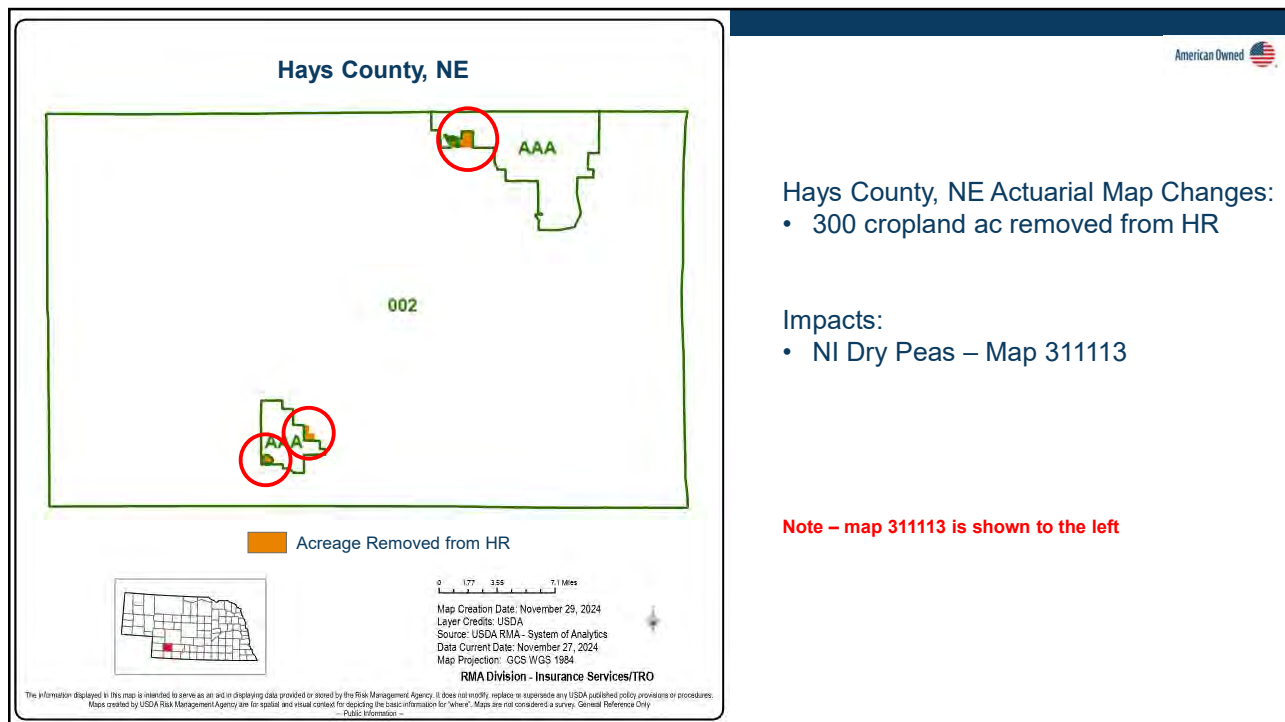 Hays County, NE
AAA
002
AAA
Acreage Removed from HR
0 1.77 3.55 7.1 Miles
Map Creation Date: November 29, 2024
Layer Credits: USDA
Source: USDA RMA - System of Analytics
Data Current Date: November 27, 2024
Map Projection: GCS WGS 1984
RMA Division - Insurance Services/TRO
The information displayed in this map is intended to serve as an aid in displaying data provided or stored by the Risk Management Agency. It does not modify, replace or supersede any USDA published policy provisions or procedures.
Maps created by USDA Risk Management Agency are for spatial and visual context for depicting the basic information for "where". Maps are not considered a survey. General Reference Only
-- Public Information --
American Owned
Hays County, NE Actuarial Map Changes:
• 300 cropland ac removed from HR
Impacts:
• NI Dry Peas – Map 311113
Note – map 311113 is shown to the left